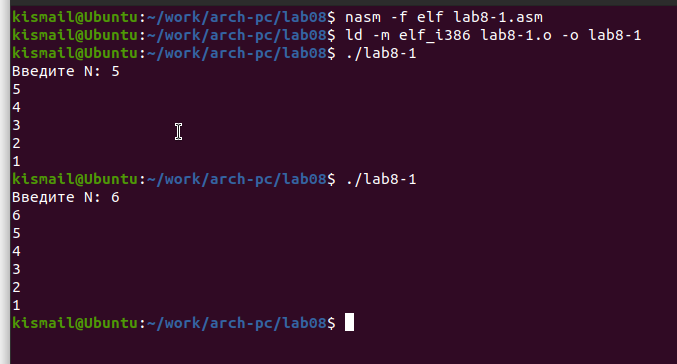 kismail@Ubuntu:~/work/arch-pc/lab08$ nasm -f elf lab8-1.asm
kismail@Ubuntu:~/work/arch-pc/lab08$ ld -m elf_i386 lab8-1.o -o lab8-1
kismail@Ubuntu:~/work/arch-pc/lab08$ ./lab8-1
Введите N: 5
5
4
3
2
1
kismail@Ubuntu:~/work/arch-pc/lab08$ ./lab8-1
Введите N: 6
6
5
4
3
2
1
kismail@Ubuntu:~/work/arch-pc/lab08$